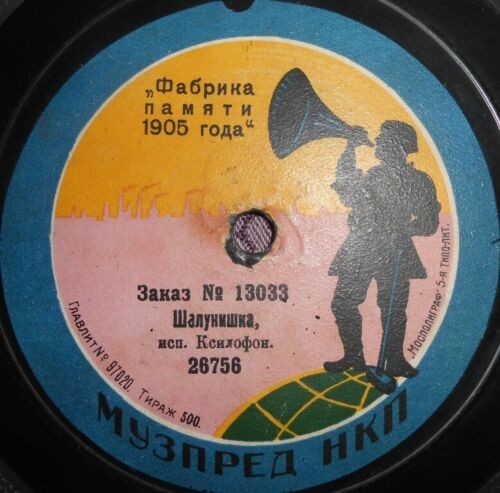 „Фабрика
памяти
1905 года“
Заказ № 13033
Шалунишка,
исп. Ксилофон.
26756
Главлит № 97020. Тираж 500.
„Мосполиграф“ 5-я типо-лит.
МУЗПРЕД НКП